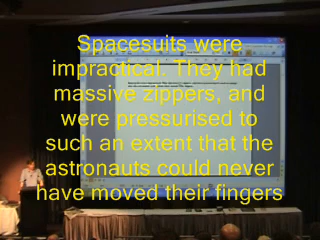 Spacesuits were
impractical. They had
massive zippers, and
were pressurised to
such an extent that the
astronauts could never
have moved their fingers